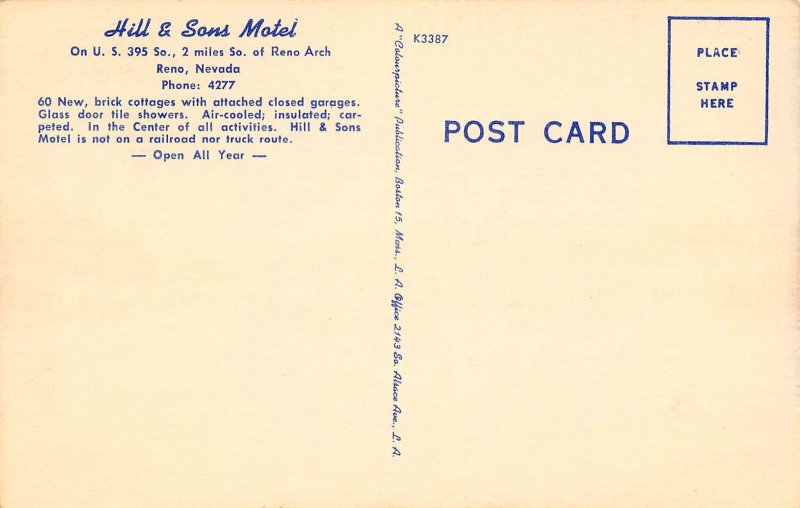 Hill & Sons Motel
On U. S. 395 So., 2 miles So. of Reno Arch
Reno, Nevada
Phone: 4277
60 New, brick cottages with attached closed garages.
Glass door tile showers. Air-cooled; insulated; car-
peted. In the Center of all activities. Hill & Sons
Motel is not on a railroad nor truck route.
— Open All Year —
A "Colourpicture" Publication, Boston 15, Mass., L. A. Office 2143 So. Alsace Ave., L. A.
K3387
POST CARD
PLACE
STAMP
HERE